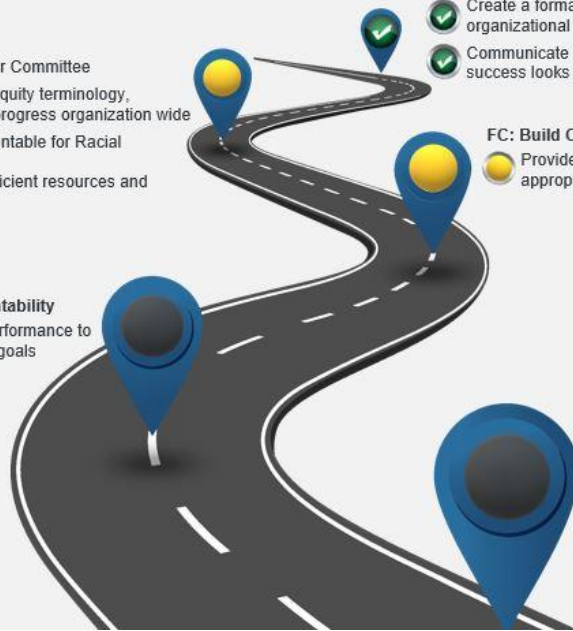 Create a forma
organizational
Communicate
success looks
r Committee
quity terminology,
rogress organization wide
ntable for Racial
icient resources and
FC: Build C
Provide
approp
tability
rformance to
goals